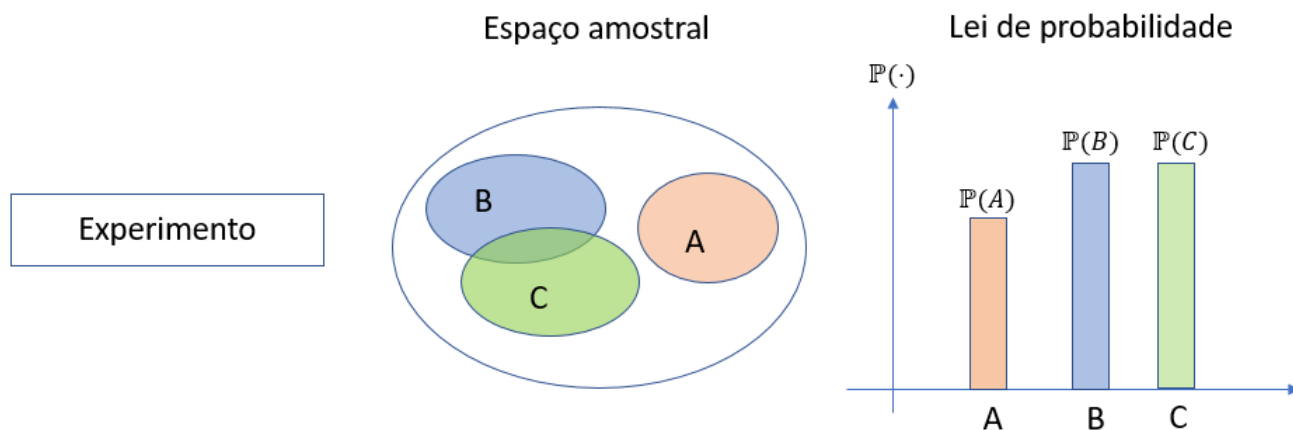 Espaço amostral
Lei de probabilidade
Experimento
B
A
C
ℙ(·)
ℙ(A)
ℙ(B)
ℙ(C)
A
B
C